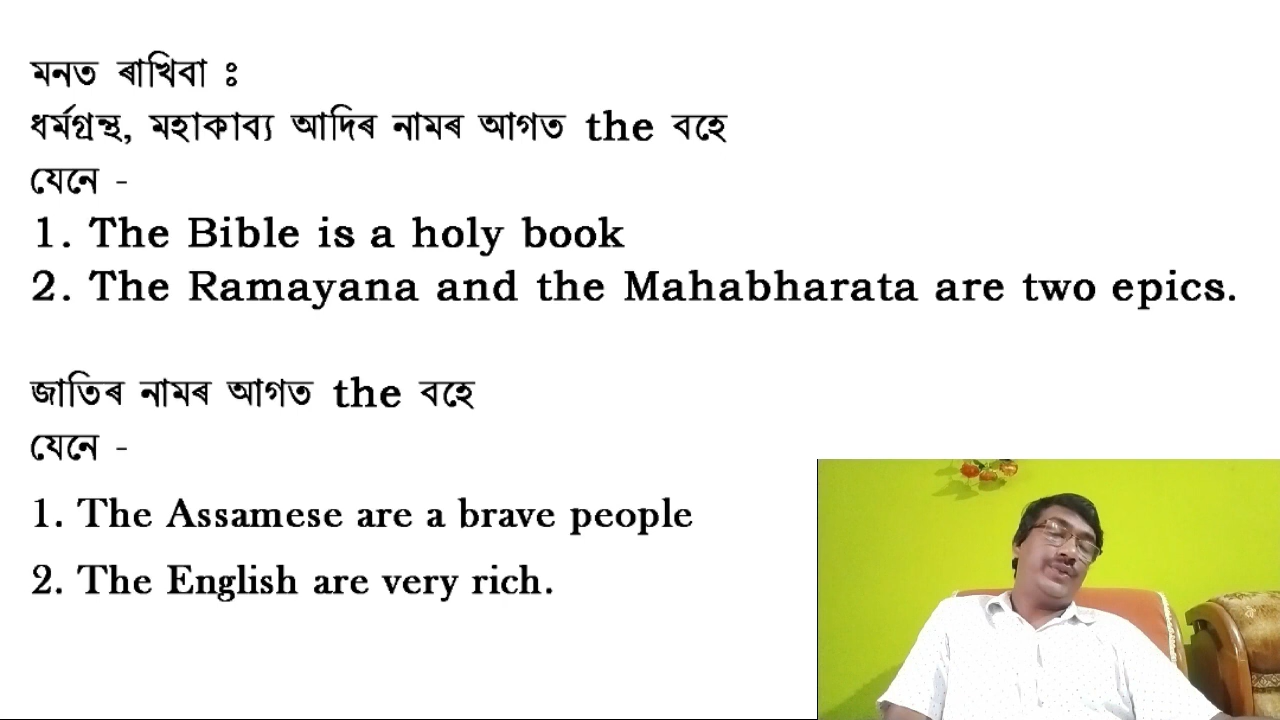 মনত ৰাখিবা ঃ
ধৰ্মগ্ৰন্থ, মহাকাব্য আদিৰ নামৰ আগত the বহে
যেনে -
1. The Bible is a holy book
2. The Ramayana and the Mahabharata are two epics.
জাতিৰ নামৰ আগত the বহে
যেনে -
1. The Assamese are a brave people
2. The English are very rich.